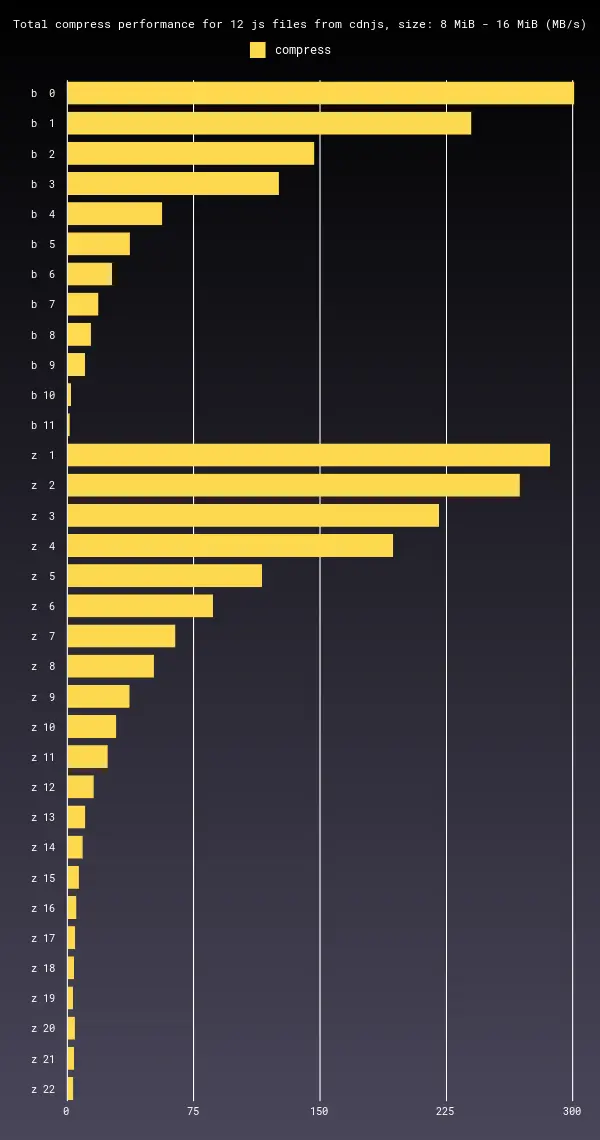 Total compress performance for 12 js files from cdnjs, size: 8 MiB - 16 MiB (MB/s)
compress
b 0
b 1
b 2
b 3
b 4
b 5
b 6
b 7
b 8
b 9
b 10
b 11
z 1
z 2
z 3
z 4
z 5
z 6
z 7
z 8
z 9
z 10
z 11
z 12
z 13
z 14
z 15
z 16
z 17
z 18
z 19
z 20
z 21
z 22
0 75 150 225 300